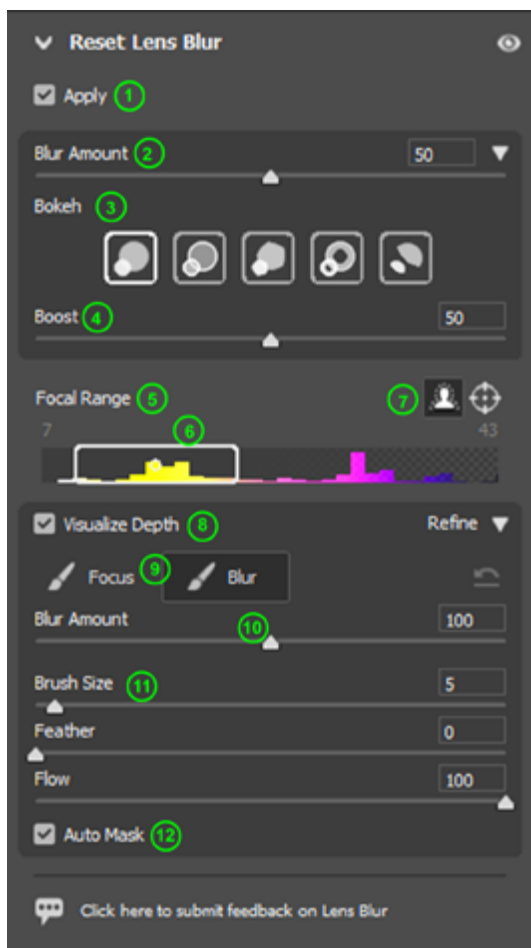 Reset Lens Blur
Apply 1
Blur Amount 2 50
Bokeh 3
Boost 4 50
Focal Range 5 7
7 6 43
Visualize Depth 8 Refine
Focus 9 Blur
Blur Amount 10 100
Brush Size 11 5
Feather 0
Flow 100
Auto Mask 12
Click here to submit feedback on Lens Blur